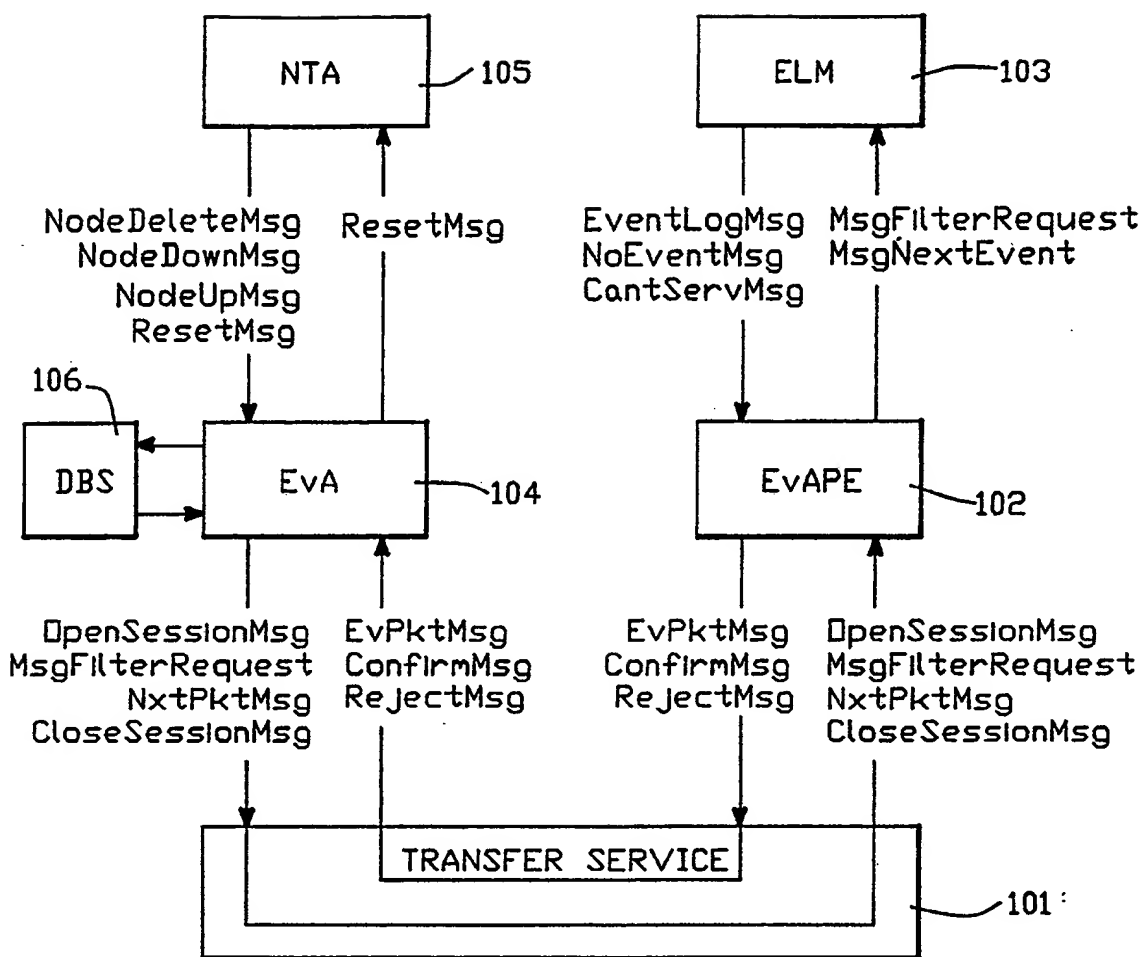 NTA
105
ELM
103
NodeDeleteMsg
NodeDownMsg
NodeUpMsg
ResetMsg
ResetMsg
EventLogMsg
NoEventMsg
CantServMsg
MsgFilterRequest
MsgNextEvent
106
DBS
EvA
104
EvAPE
102
OpenSessionMsg
MsgFilterRequest
NxtPktMsg
CloseSessionMsg
EvPktMsg
ConfirmMsg
RejectMsg
EvPktMsg
ConfirmMsg
RejectMsg
OpenSessionMsg
MsgFilterRequest
NxtPktMsg
CloseSessionMsg
TRANSFER SERVICE
101